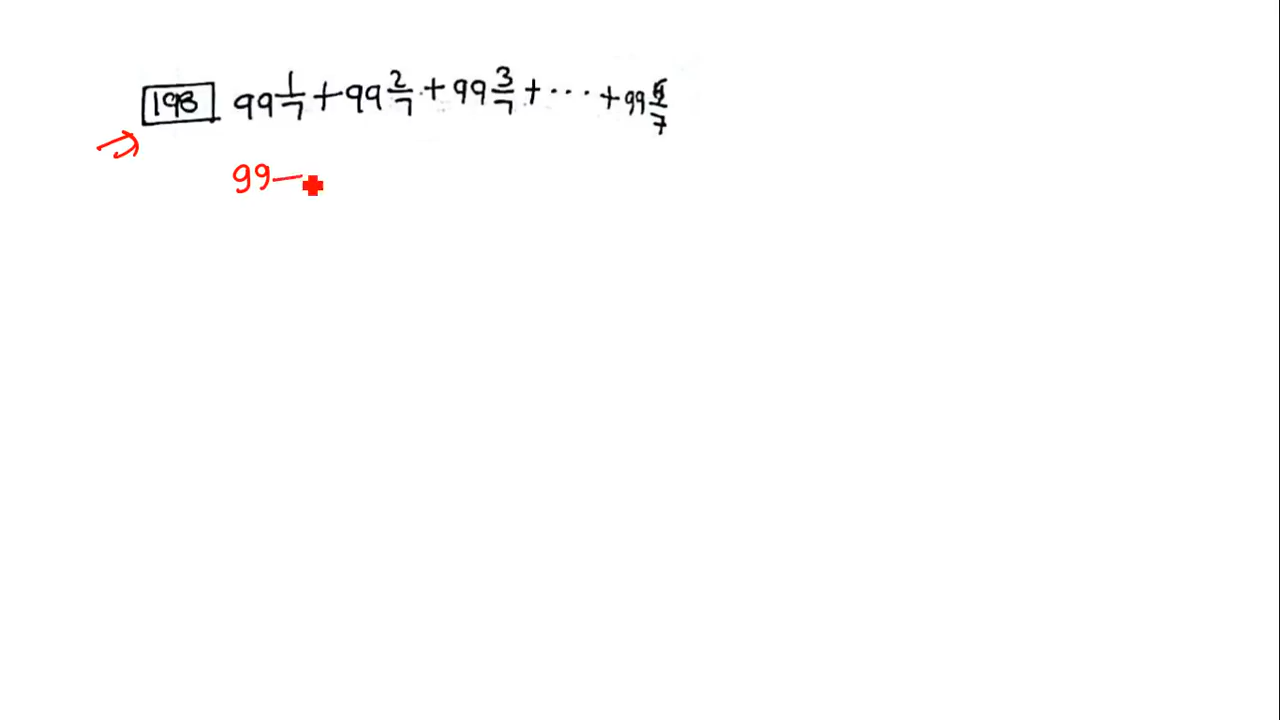 198 99 1/7 + 99 2/7 + 99 3/7 + ... + 99 6/7
99 —